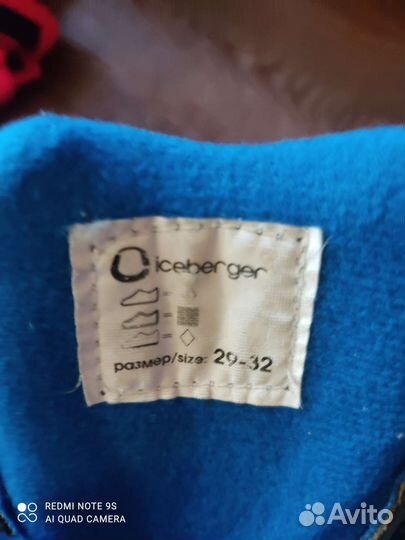 iceberger
размер/size: 29-32
REDMI NOTE 9S
AI QUAD CAMERA
Avito